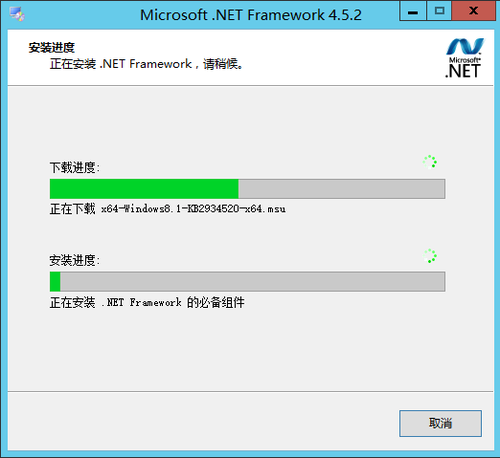 Microsoft .NET Framework 4.5.2
安装进度
正在安装 .NET Framework，请稍候。
Microsoft®
.NET
下载进度:
正在下载 x64-Windows8.1-KB2934520-x64.msu
安装进度:
正在安装 .NET Framework 的必备组件
取消